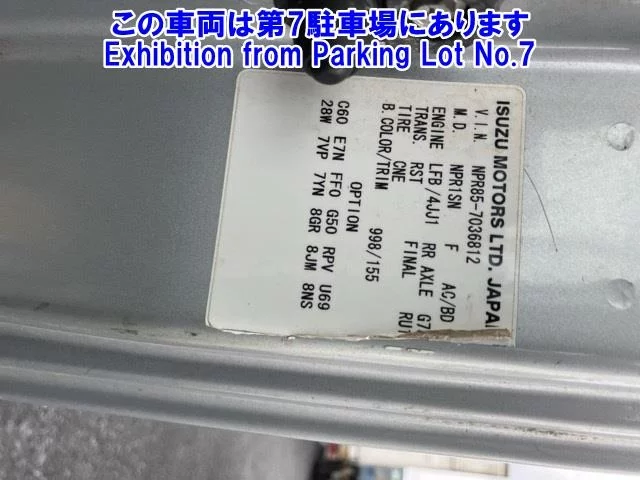 この車両は第7駐車場にあります
Exhibition from Parking Lot No.7
ISUZU MOTORS LTD. JAPA
V.I.N. NPR85-7036812
M.D. NPR1SN F AC/BD
ENGINE LFB/4JJ1 RR AXLE G7
TRANS. RST FINAL RU1
TIRE CNE
B.COLOR/TRIM 998/155
OPTION
C60 E7N FF0 G50 RPV U69
28W 7VP 7YN 8GR 8JM 8NS